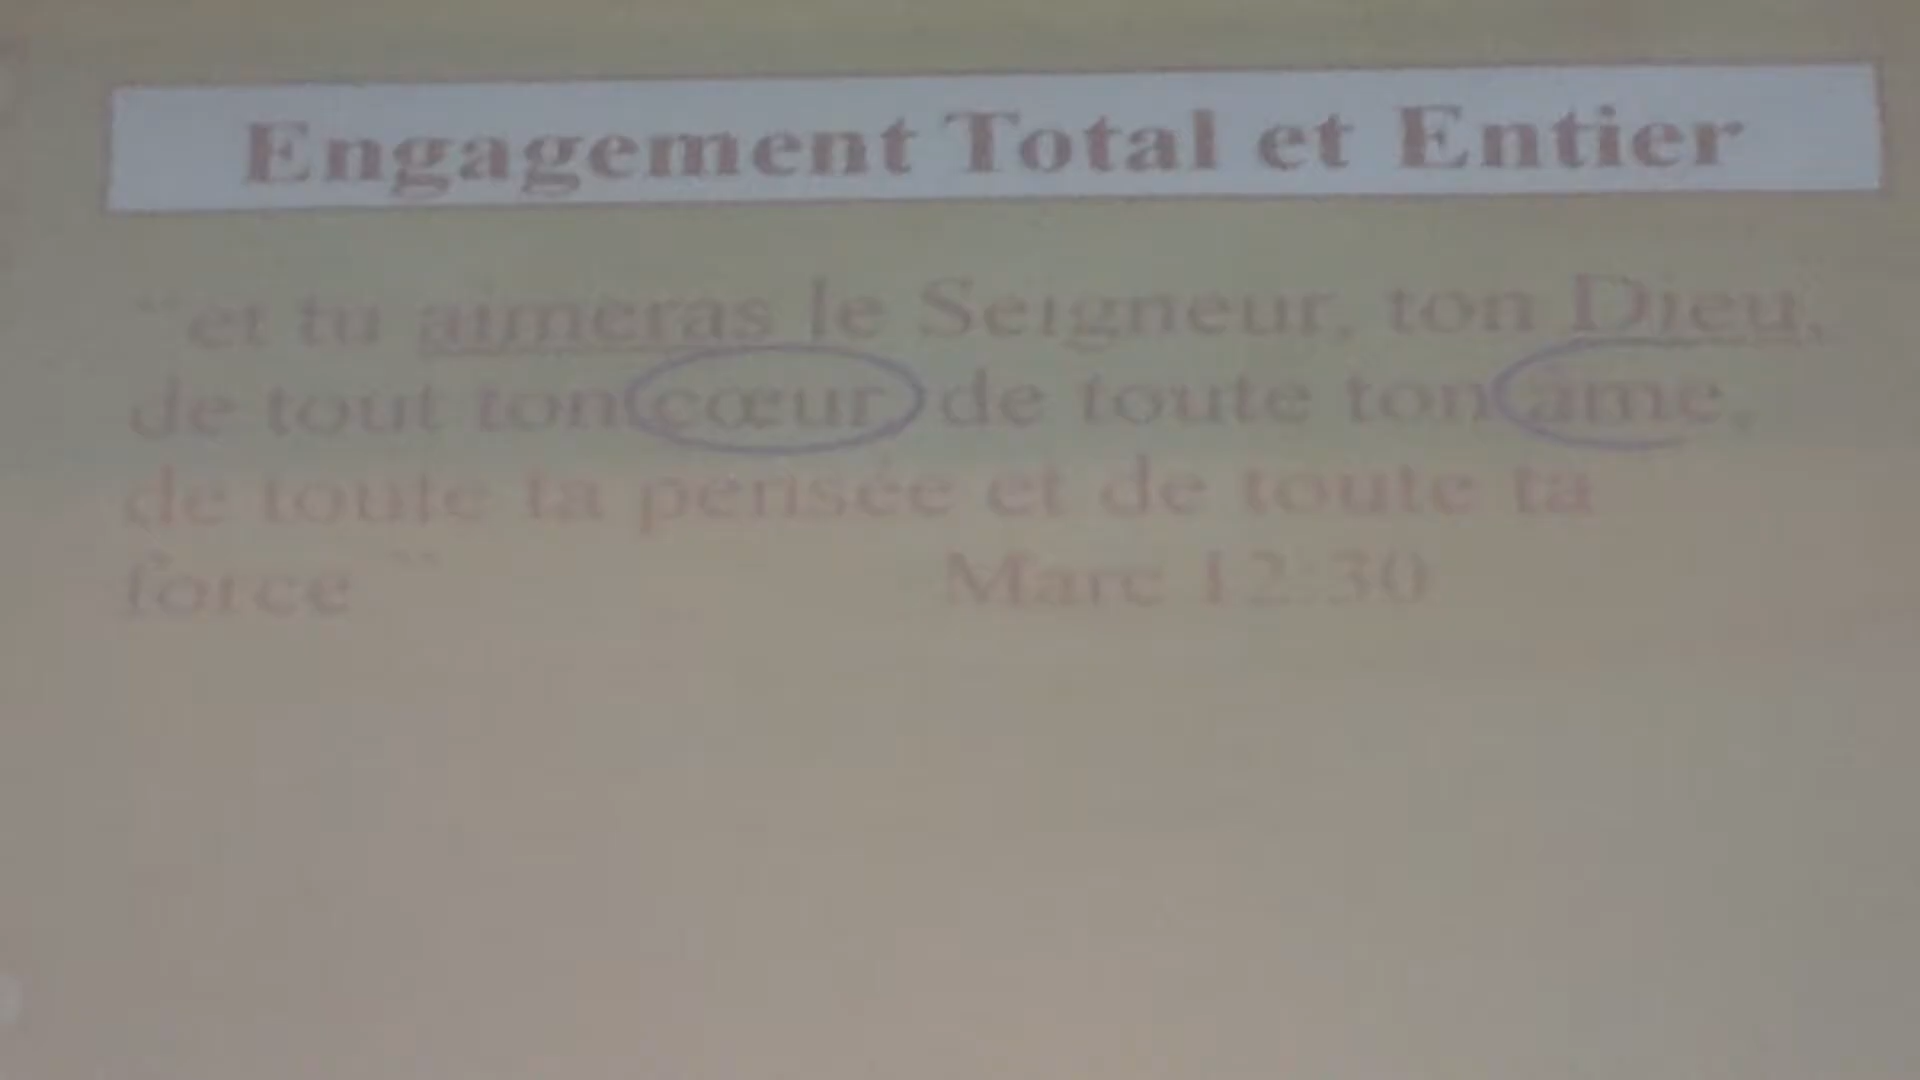 Engagement Total et Entier
“et tu aimeras le Seigneur, ton Dieu,
de tout ton cœur de toute ton âme,
de toute ta pensée et de toute ta
force ”
Marc 12:30